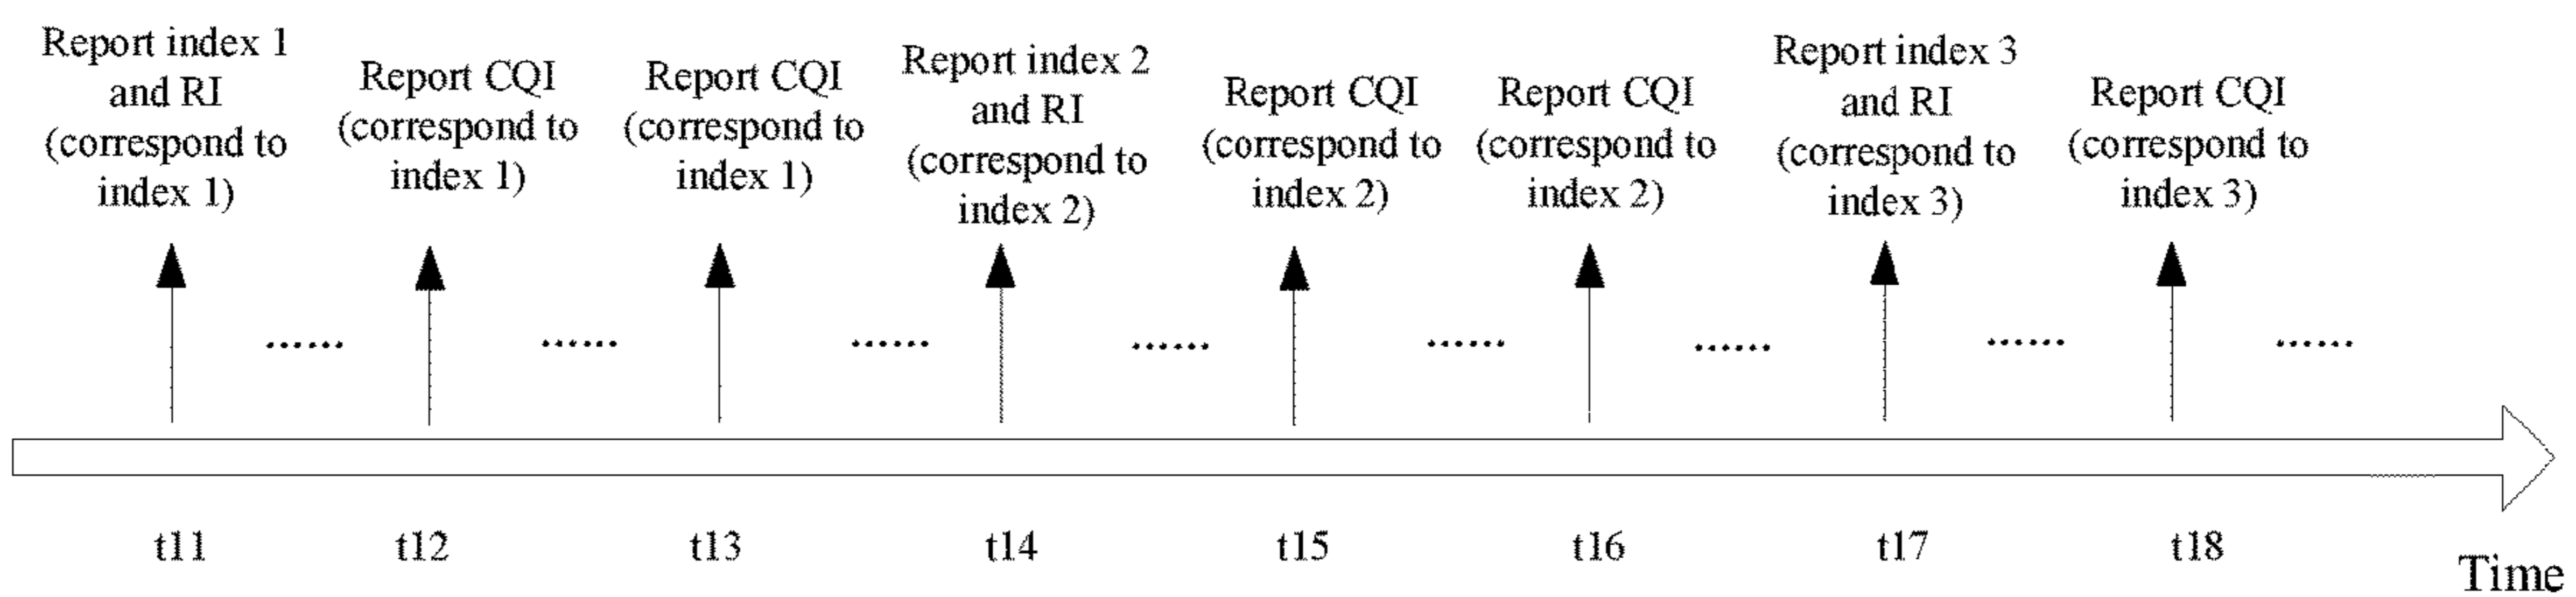 Report index 1
and RI
(correspond to
index 1)
Report CQI
(correspond to
index 1)
Report CQI
(correspond to
index 1)
Report index 2
and RI
(correspond to
index 2)
Report CQI
(correspond to
index 2)
Report CQI
(correspond to
index 2)
Report index 3
and RI
(correspond to
index 3)
Report CQI
(correspond to
index 3)
t11
t12
t13
t14
t15
t16
t17
t18
Time